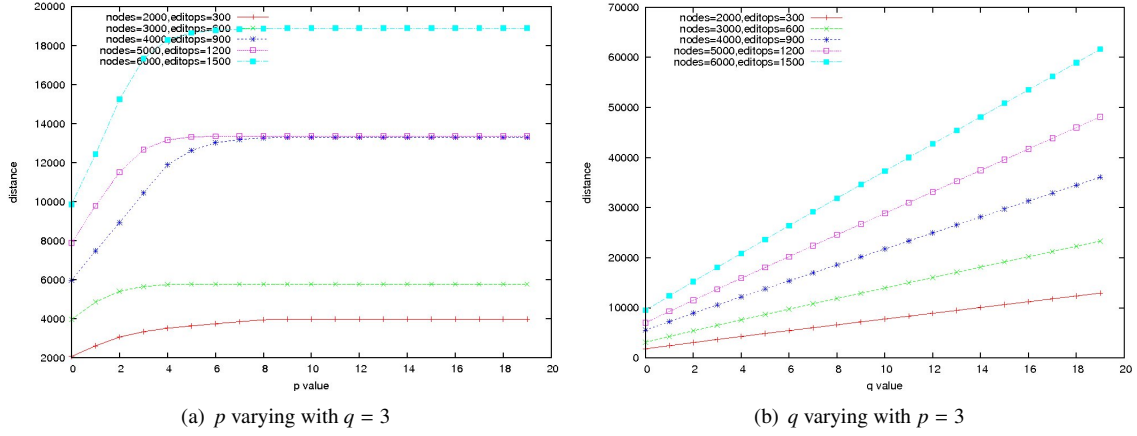 20000
18000
16000
14000
12000
10000
8000
6000
4000
2000
distance
nodes=2000,editops=300
nodes=3000,editops=600
nodes=4000,editops=900
nodes=5000,editops=1200
nodes=6000,editops=1500
0 2 4 6 8 10 12 14 16 18 20
p value
(a) p varying with q = 3
70000
60000
50000
40000
30000
20000
10000
0
distance
nodes=2000,editops=300
nodes=3000,editops=600
nodes=4000,editops=900
nodes=5000,editops=1200
nodes=6000,editops=1500
0 2 4 6 8 10 12 14 16 18 20
q value
(b) q varying with p = 3